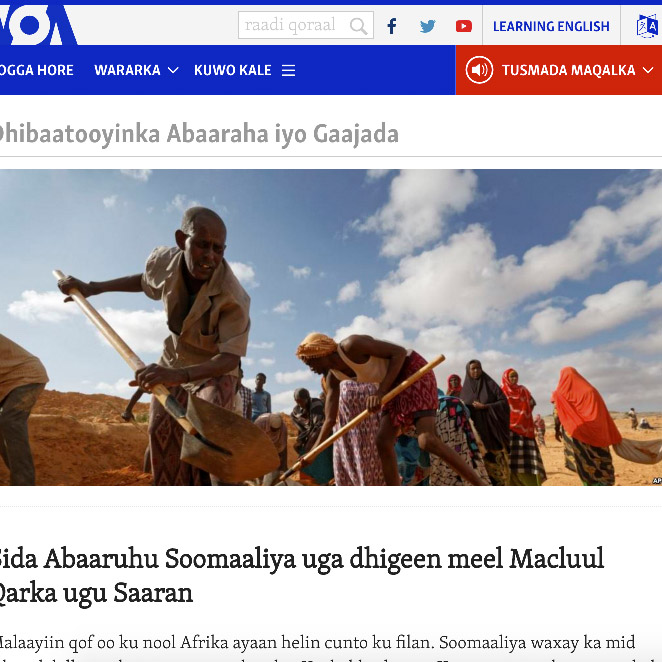 VOA
raadi qoraal
LEARNING ENGLISH
OGGA HORE WARARKA KUWO KALE
TUSMADA MAQALKA
Dhibaatooyinka Abaaraha iyo Gaajada
AP
Sida Abaaruhu Soomaaliya uga dhigeen meel Macluul
Qarka ugu Saaran
Malaayiin qof oo ku nool Afrika ayaan helin cunto ku filan. Soomaaliya waxay ka mid